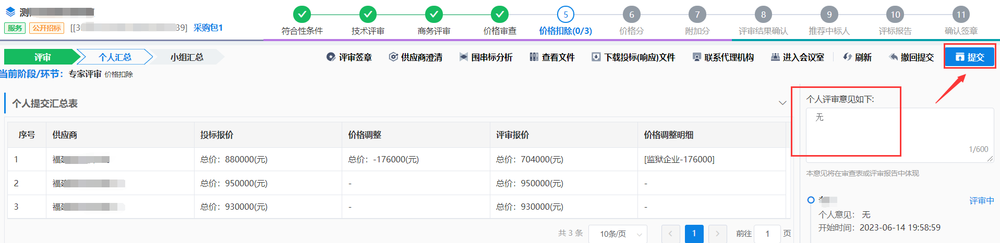 测
服务 公开招标 [[3 39] 采购包1
5 6 7 8 9 10 11
符合性条件 技术评审 商务评审 价格审查 价格扣除(0/3) 价格分 附加分 评审结果确认 推荐中标人 评标报告 确认签章
评审 个人汇总 小组汇总 评审签章 供应商澄清 围串标分析 查看文件 下载投标(响应)文件 联系代理机构 进入会议室 刷新 撤回提交 提交
当前阶段/环节： 专家评审 价格扣除
个人提交汇总表
序号 供应商 投标报价 价格调整 评审报价 价格调整明细
1 福建 总价：880000(元) 总价：-176000(元) 总价：704000(元) [监狱企业-176000]
2 福建 总价：950000(元) - 总价：950000(元) -
3 福建 总价：930000(元) - 总价：930000(元) -
共 3 条 10条/页 1 前往 1 页
个人评审意见如下:
无
1/600
本意见将在审查表或评审报告中体现
评审中
个人意见： 无
开始时间：2023-06-14 19:58:59